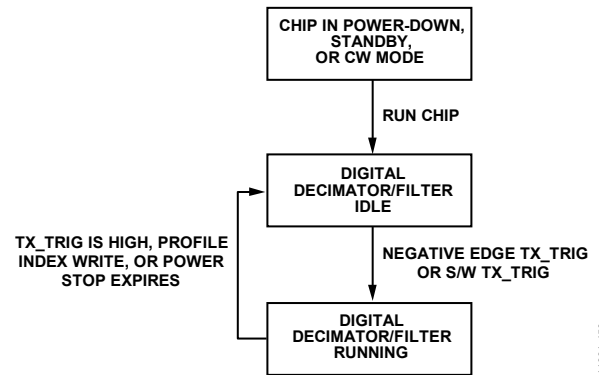 CHIP IN POWER-DOWN,
STANDBY,
OR CW MODE
RUN CHIP
DIGITAL
DECIMATOR/FILTER
IDLE
TX_TRIG IS HIGH, PROFILE
INDEX WRITE, OR POWER
STOP EXPIRES
NEGATIVE EDGE TX_TRIG
OR S/W TX_TRIG
DIGITAL
DECIMATOR/FILTER
RUNNING